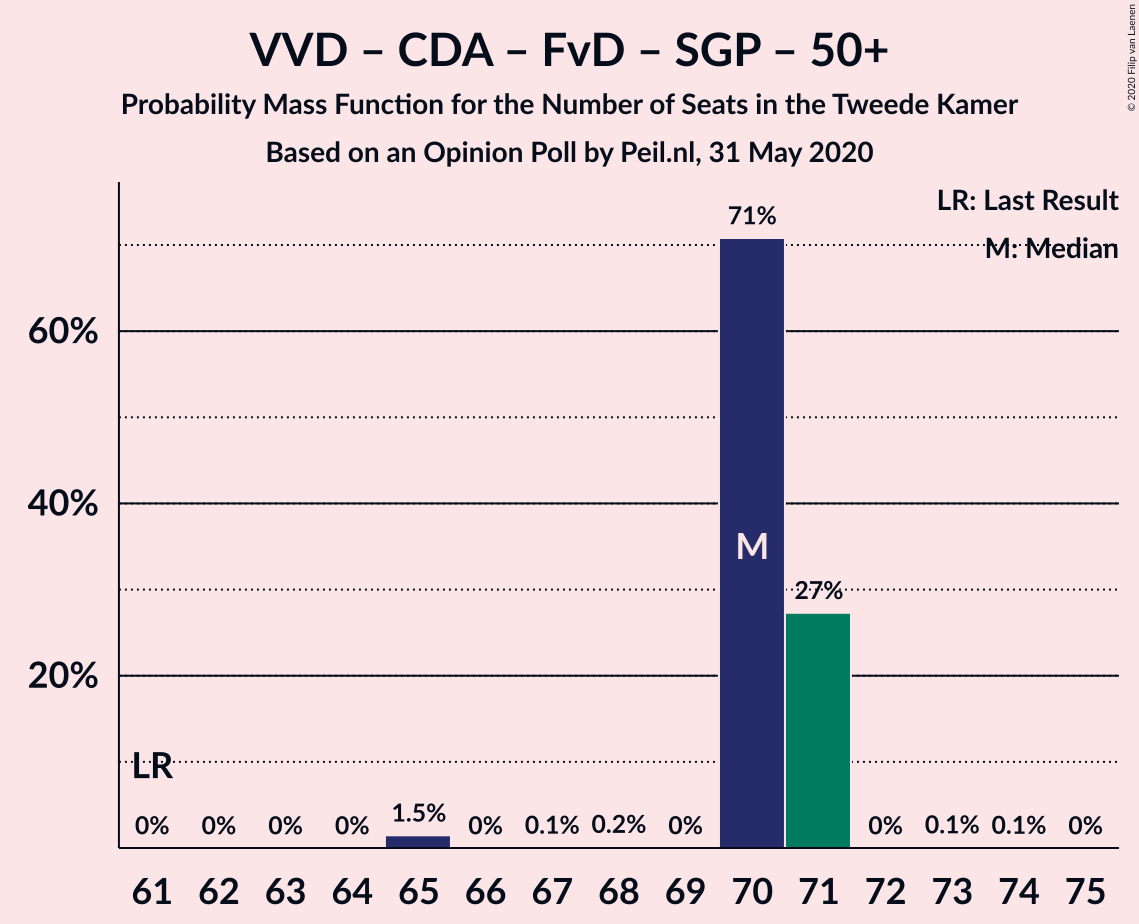 VVD – CDA – FvD – SGP – 50+
Probability Mass Function for the Number of Seats in the Tweede Kamer
Based on an Opinion Poll by Peil.nl, 31 May 2020
© 2020 Filip van Laenen
LR: Last Result
M: Median
71%
60%
40%
M
27%
20%
LR
0% 0% 0% 0% 1.5% 0% 0.1% 0.2% 0% 0% 0.1% 0.1% 0%
61 62 63 64 65 66 67 68 69 70 71 72 73 74 75